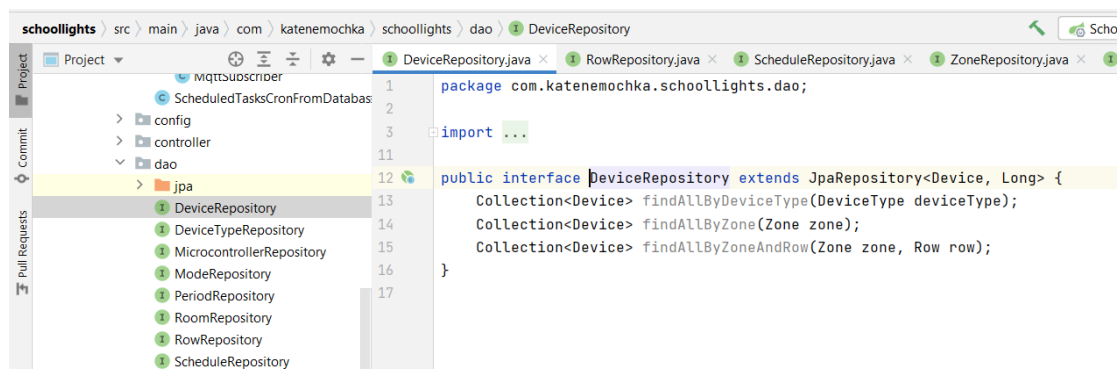 schoollights src main java com katenemochka schoollights dao DeviceRepository Scho
Project
DeviceRepository.java RowRepository.java ScheduleRepository.java ZoneRepository.java
Project
Commit
Pull Requests
MqttSubscriber
ScheduledTasksCronFromDatabas
config
controller
dao
jpa
DeviceRepository
DeviceTypeRepository
MicrocontrollerRepository
ModeRepository
PeriodRepository
RoomRepository
RowRepository
ScheduleRepository
1 package com.katenemochka.schoollights.dao;
2
3 import ...
11
12 public interface DeviceRepository extends JpaRepository<Device, Long> {
13 Collection<Device> findAllByDeviceType(DeviceType deviceType);
14 Collection<Device> findAllByZone(Zone zone);
15 Collection<Device> findAllByZoneAndRow(Zone zone, Row row);
16 }
17